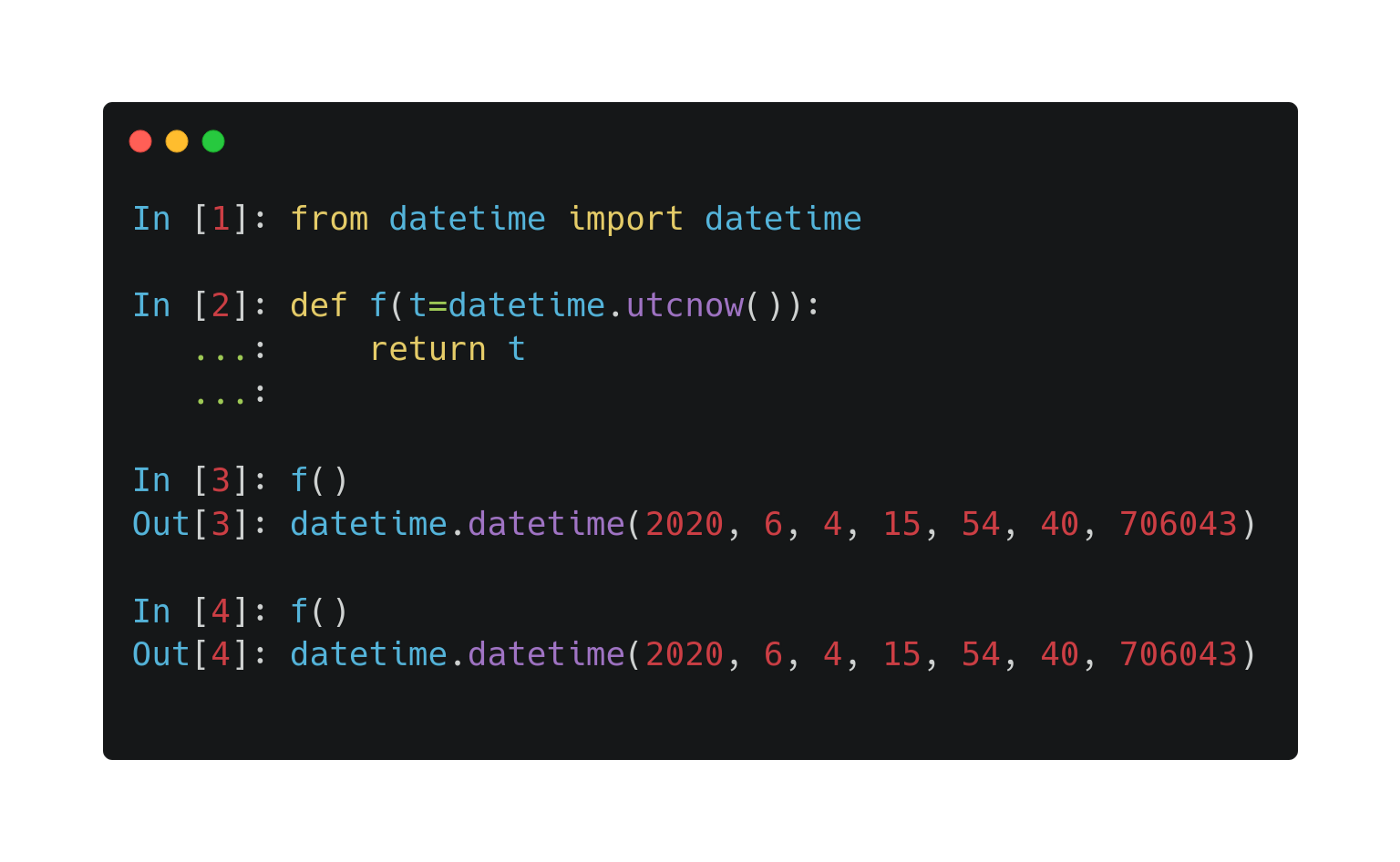 In [1]: from datetime import datetime
In [2]: def f(t=datetime.utcnow()):
   ...:     return t
   ...:
In [3]: f()
Out[3]: datetime.datetime(2020, 6, 4, 15, 54, 40, 706043)
In [4]: f()
Out[4]: datetime.datetime(2020, 6, 4, 15, 54, 40, 706043)